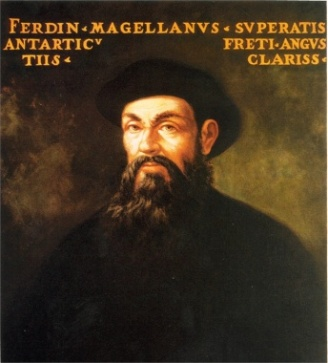 FERDIN · MAGELLANVS · SVPERATIS
ANTARTICV FRETI · ANGVS
TIIS · CLARISS ·